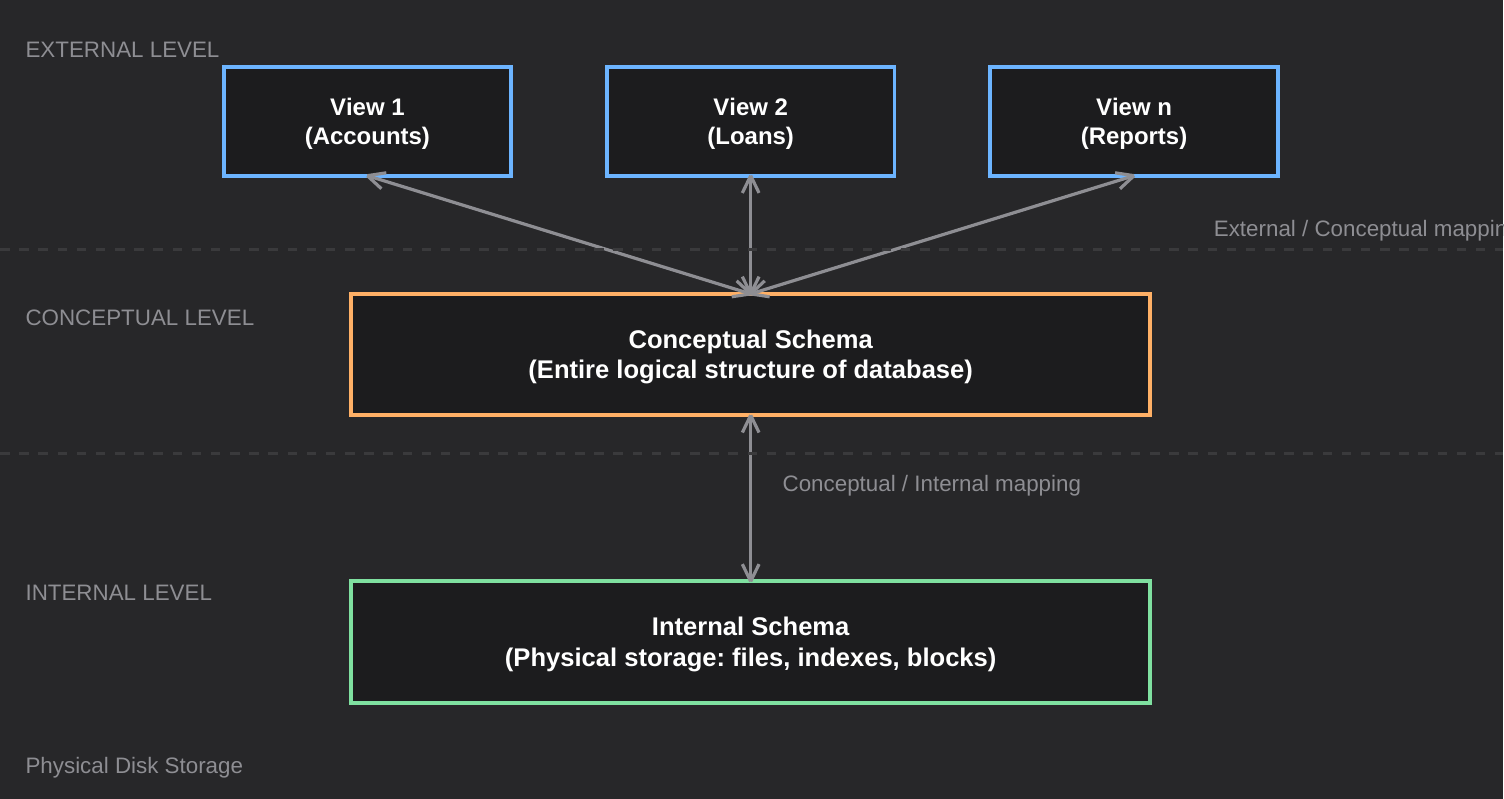 EXTERNAL LEVEL
View 1
(Accounts)
View 2
(Loans)
View n
(Reports)
External / Conceptual mappin
CONCEPTUAL LEVEL
Conceptual Schema
(Entire logical structure of database)
Conceptual / Internal mapping
INTERNAL LEVEL
Internal Schema
(Physical storage: files, indexes, blocks)
Physical Disk Storage